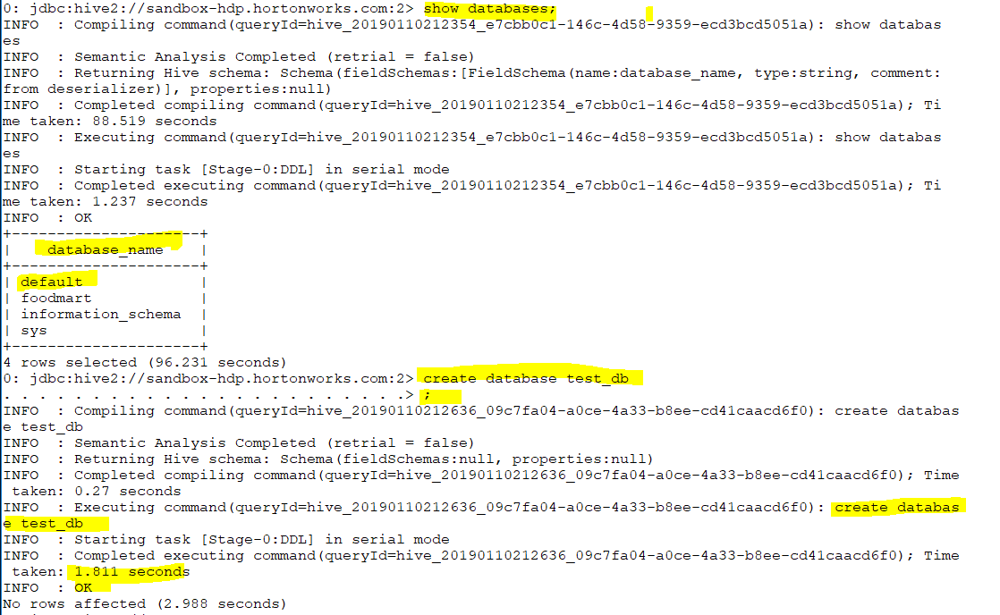 0: jdbc:hive2://sandbox-hdp.hortonworks.com:2> show databases;
INFO  : Compiling command(queryId=hive_20190110212354_e7cbb0c1-146c-4d58-9359-ecd3bcd5051a): show databas
es
INFO  : Semantic Analysis Completed (retrial = false)
INFO  : Returning Hive schema: Schema(fieldSchemas:[FieldSchema(name:database_name, type:string, comment:
from deserializer)], properties:null)
INFO  : Completed compiling command(queryId=hive_20190110212354_e7cbb0c1-146c-4d58-9359-ecd3bcd5051a); Ti
me taken: 88.519 seconds
INFO  : Executing command(queryId=hive_20190110212354_e7cbb0c1-146c-4d58-9359-ecd3bcd5051a): show databas
es
INFO  : Starting task [Stage-0:DDL] in serial mode
INFO  : Completed executing command(queryId=hive_20190110212354_e7cbb0c1-146c-4d58-9359-ecd3bcd5051a); Ti
me taken: 1.237 seconds
INFO  : OK
+---------------------+
|    database_name    |
+---------------------+
| default             |
| foodmart            |
| information_schema  |
| sys                 |
+---------------------+
4 rows selected (96.231 seconds)
0: jdbc:hive2://sandbox-hdp.hortonworks.com:2> create database test_db
. . . . . . . . . . . . . . . . . . . . . . .> ;
INFO  : Compiling command(queryId=hive_20190110212636_09c7fa04-a0ce-4a33-b8ee-cd41caacd6f0): create databas
e test_db
INFO  : Semantic Analysis Completed (retrial = false)
INFO  : Returning Hive schema: Schema(fieldSchemas:null, properties:null)
INFO  : Completed compiling command(queryId=hive_20190110212636_09c7fa04-a0ce-4a33-b8ee-cd41caacd6f0); Time
 taken: 0.27 seconds
INFO  : Executing command(queryId=hive_20190110212636_09c7fa04-a0ce-4a33-b8ee-cd41caacd6f0): create databas
e test_db
INFO  : Starting task [Stage-0:DDL] in serial mode
INFO  : Completed executing command(queryId=hive_20190110212636_09c7fa04-a0ce-4a33-b8ee-cd41caacd6f0); Time
 taken: 1.811 seconds
INFO  : OK
No rows affected (2.988 seconds)